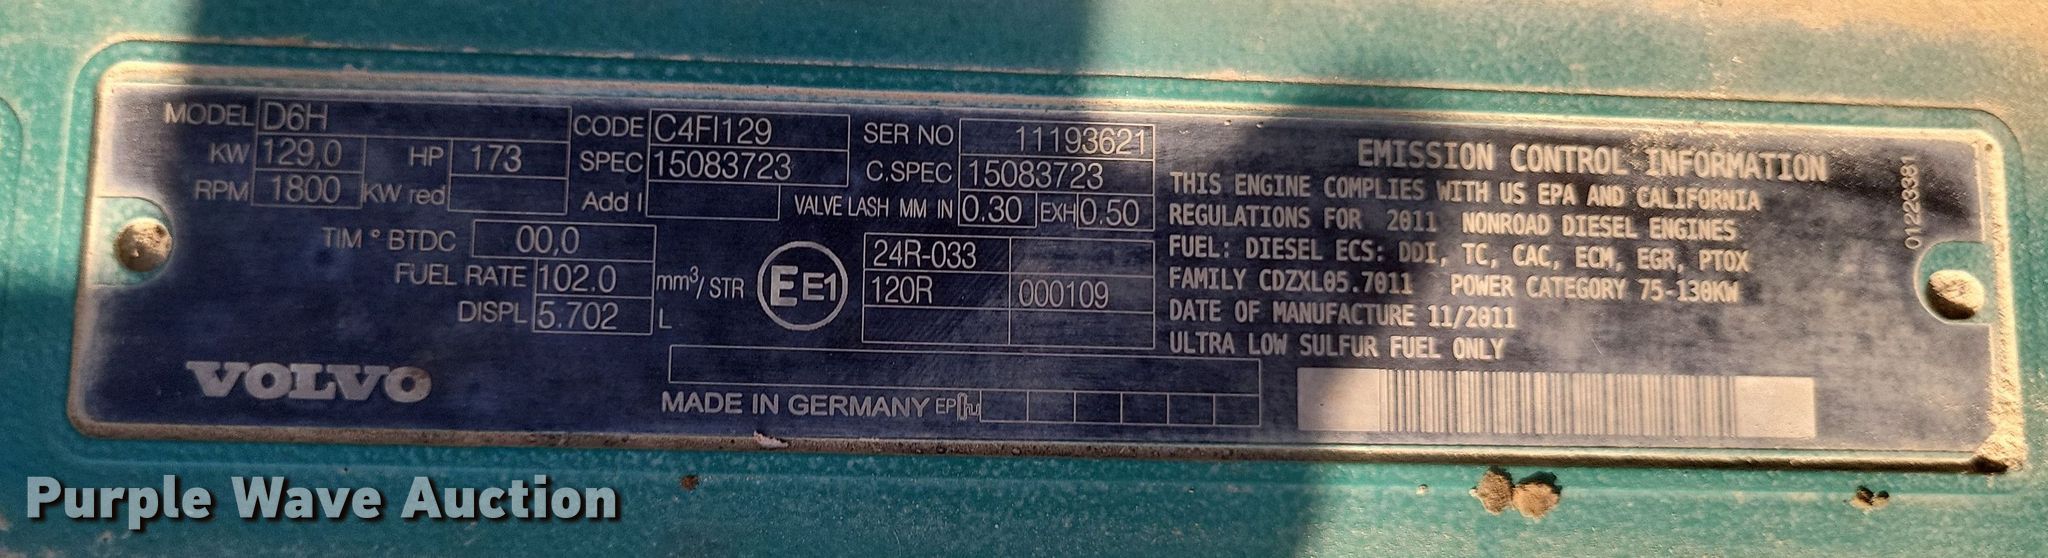 MODEL D6H CODE C4FI129 SER NO 11193621
KW 129,0 HP 173 SPEC 15083723 C.SPEC 15083723
RPM 1800 KW red Add I VALVE LASH MM IN 0.30 EXH 0.50
TIM ° BTDC 00,0
FUEL RATE 102.0 mm³/ STR
DISPL 5.702 L
E E1
24R-033
120R 000109
VOLVO
MADE IN GERMANY EP
EMISSION CONTROL INFORMATION
THIS ENGINE COMPLIES WITH US EPA AND CALIFORNIA
REGULATIONS FOR 2011 NONROAD DIESEL ENGINES
FUEL: DIESEL ECS: DDI, TC, CAC, ECM, EGR, PTOX
FAMILY CDZXL05.7011 POWER CATEGORY 75-130KW
DATE OF MANUFACTURE 11/2011
ULTRA LOW SULFUR FUEL ONLY
01223381
Purple Wave Auction